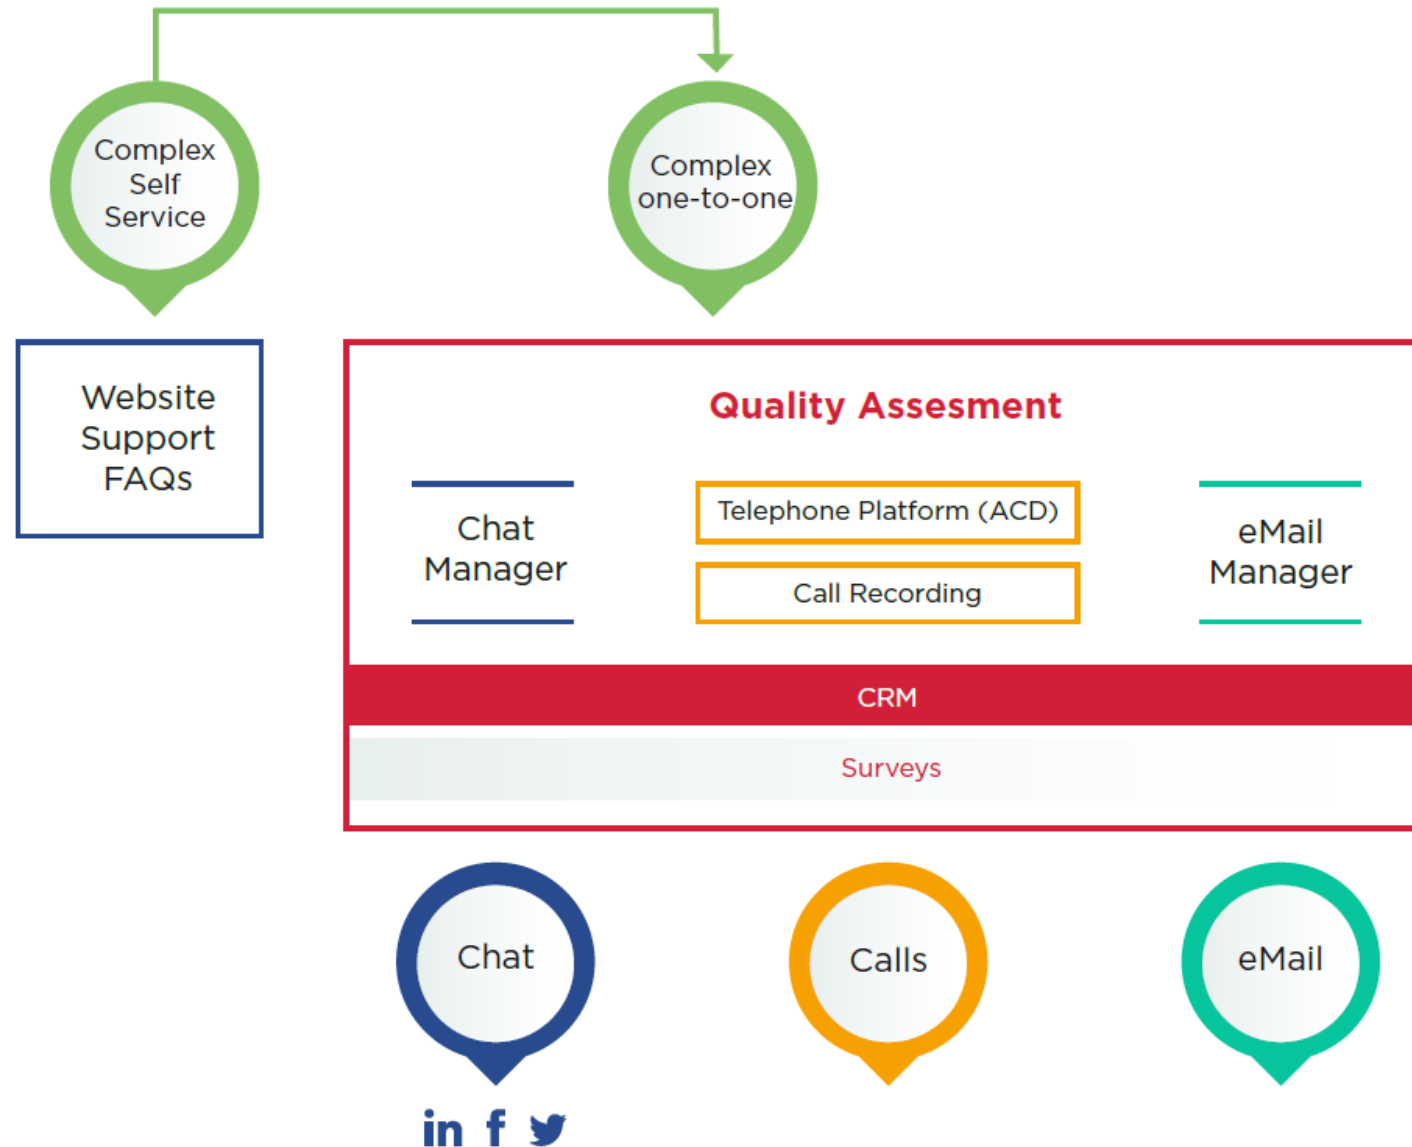 Complex
Self
Service
Complex
one-to-one
Website
Support
FAQs
Quality Assesment
Chat
Manager
Telephone Platform (ACD)
Call Recording
eMail
Manager
CRM
Surveys
Chat
Calls
eMail
in f